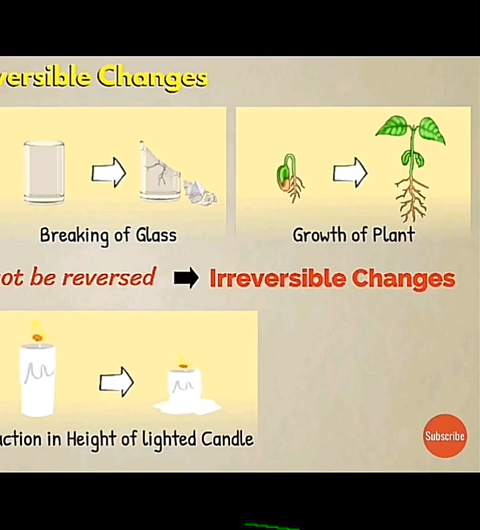 versible Changes
Breaking of Glass
Growth of Plant
ot be reversed ➡ Irreversible Changes
ction in Height of lighted Candle
Subscribe